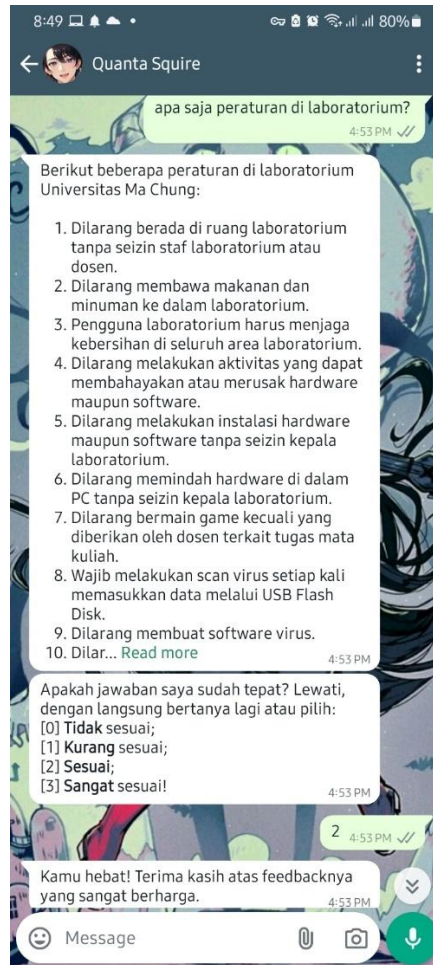 8:49
80%
Quanta Squire
apa saja peraturan di laboratorium?
4:53 PM
Berikut beberapa peraturan di laboratorium
Universitas Ma Chung:
1. Dilarang berada di ruang laboratorium
tanpa seizin staf laboratorium atau
dosen.
2. Dilarang membawa makanan dan
minuman ke dalam laboratorium.
3. Pengguna laboratorium harus menjaga
kebersihan di seluruh area laboratorium.
4. Dilarang melakukan aktivitas yang dapat
membahayakan atau merusak hardware
maupun software.
5. Dilarang melakukan instalasi hardware
maupun software tanpa seizin kepala
laboratorium.
6. Dilarang memindah hardware di dalam
PC tanpa seizin kepala laboratorium.
7. Dilarang bermain game kecuali yang
diberikan oleh dosen terkait tugas mata
kuliah.
8. Wajib melakukan scan virus setiap kali
memasukkan data melalui USB Flash
Disk.
9. Dilarang membuat software virus.
10. Dilar... Read more
4:53 PM
Apakah jawaban saya sudah tepat? Lewati,
dengan langsung bertanya lagi atau pilih:
[0] Tidak sesuai;
[1] Kurang sesuai;
[2] Sesuai;
[3] Sangat sesuai!
4:53 PM
2 4:53 PM
Kamu hebat! Terima kasih atas feedbacknya
yang sangat berharga.
4:53 PM
Message